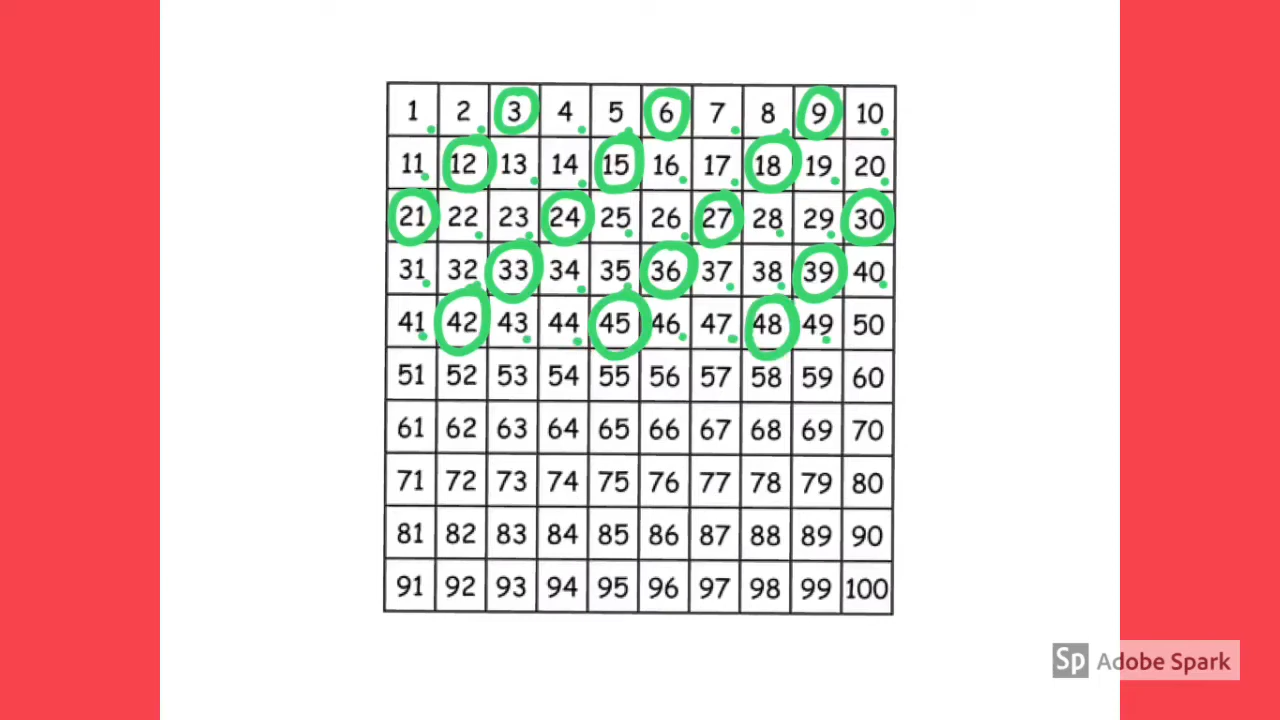 1 2 3 4 5 6 7 8 9 10
11 12 13 14 15 16 17 18 19 20
21 22 23 24 25 26 27 28 29 30
31 32 33 34 35 36 37 38 39 40
41 42 43 44 45 46 47 48 49 50
51 52 53 54 55 56 57 58 59 60
61 62 63 64 65 66 67 68 69 70
71 72 73 74 75 76 77 78 79 80
81 82 83 84 85 86 87 88 89 90
91 92 93 94 95 96 97 98 99 100
Sp Adobe Spark